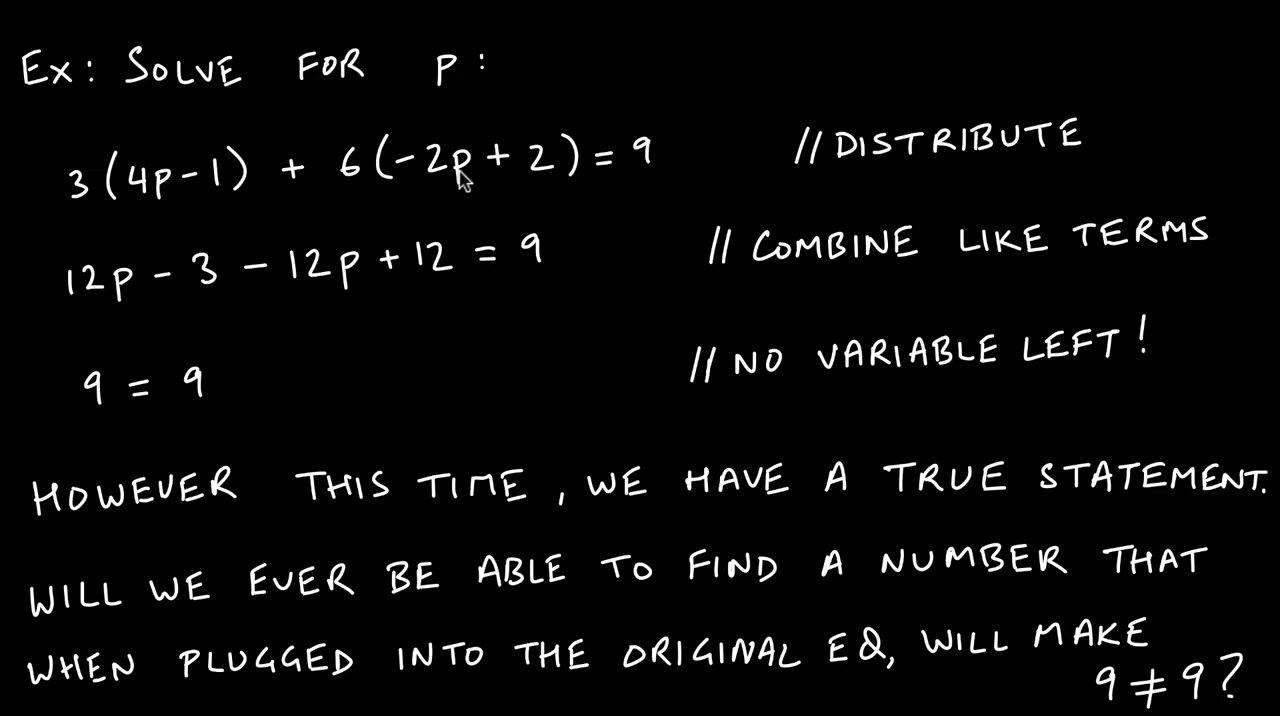 EX: SOLVE FOR P:
3(4p-1) + 6(-2p+2) = 9 // DISTRIBUTE
12p - 3 - 12p + 12 = 9 // COMBINE LIKE TERMS
9 = 9 // NO VARIABLE LEFT!
HOWEVER THIS TIME, WE HAVE A TRUE STATEMENT.
WILL WE EVER BE ABLE TO FIND A NUMBER THAT
WHEN PLUGGED INTO THE ORIGINAL EQ, WILL MAKE
9 ≠ 9?